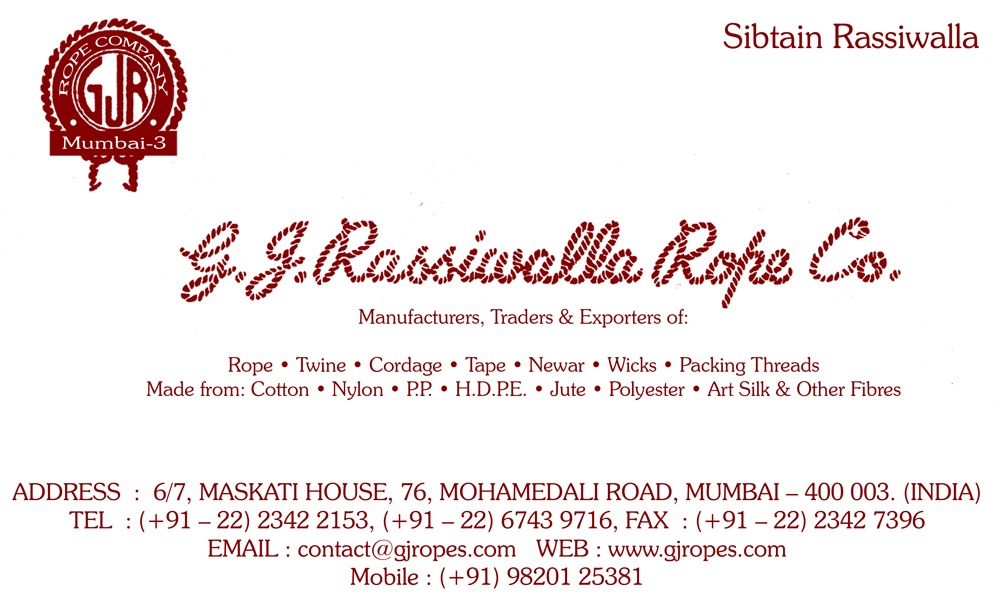 ROPE COMPANY
GJR
Mumbai-3
Sibtain Rassiwalla
G. J. Rassiwalla Rope Co.
Manufacturers, Traders & Exporters of:
Rope • Twine • Cordage • Tape • Newar • Wicks • Packing Threads
Made from: Cotton • Nylon • P.P. • H.D.P.E. • Jute • Polyester • Art Silk & Other Fibres
ADDRESS : 6/7, MASKATI HOUSE, 76, MOHAMEDALI ROAD, MUMBAI – 400 003. (INDIA)
TEL : (+91 – 22) 2342 2153, (+91 – 22) 6743 9716, FAX : (+91 – 22) 2342 7396
EMAIL : contact@gjropes.com WEB : www.gjropes.com
Mobile : (+91) 98201 25381